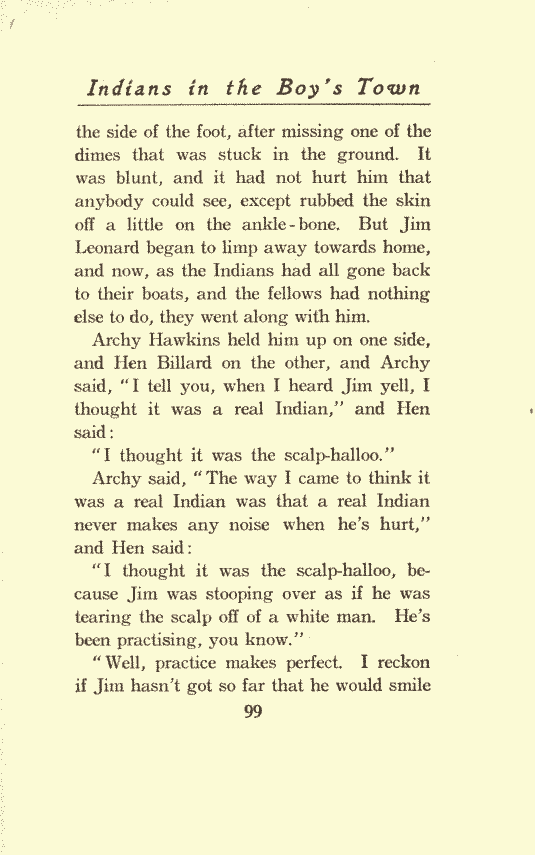 Indians in the Boy's Town
the side of the foot, after missing one of the
dimes that was stuck in the ground. It
was blunt, and it had not hurt him that
anybody could see, except rubbed the skin
off a little on the ankle-bone. But Jim
Leonard began to limp away towards home,
and now, as the Indians had all gone back
to their boats, and the fellows had nothing
else to do, they went along with him.
Archy Hawkins held him up on one side,
and Hen Billard on the other, and Archy
said, "I tell you, when I heard Jim yell, I
thought it was a real Indian," and Hen
said:
"I thought it was the scalp-halloo."
Archy said, "The way I came to think it
was a real Indian was that a real Indian
never makes any noise when he's hurt,"
and Hen said:
"I thought it was the scalp-halloo, be-
cause Jim was stooping over as if he was
tearing the scalp off of a white man. He's
been practising, you know."
"Well, practice makes perfect. I reckon
if Jim hasn't got so far that he would smile
99